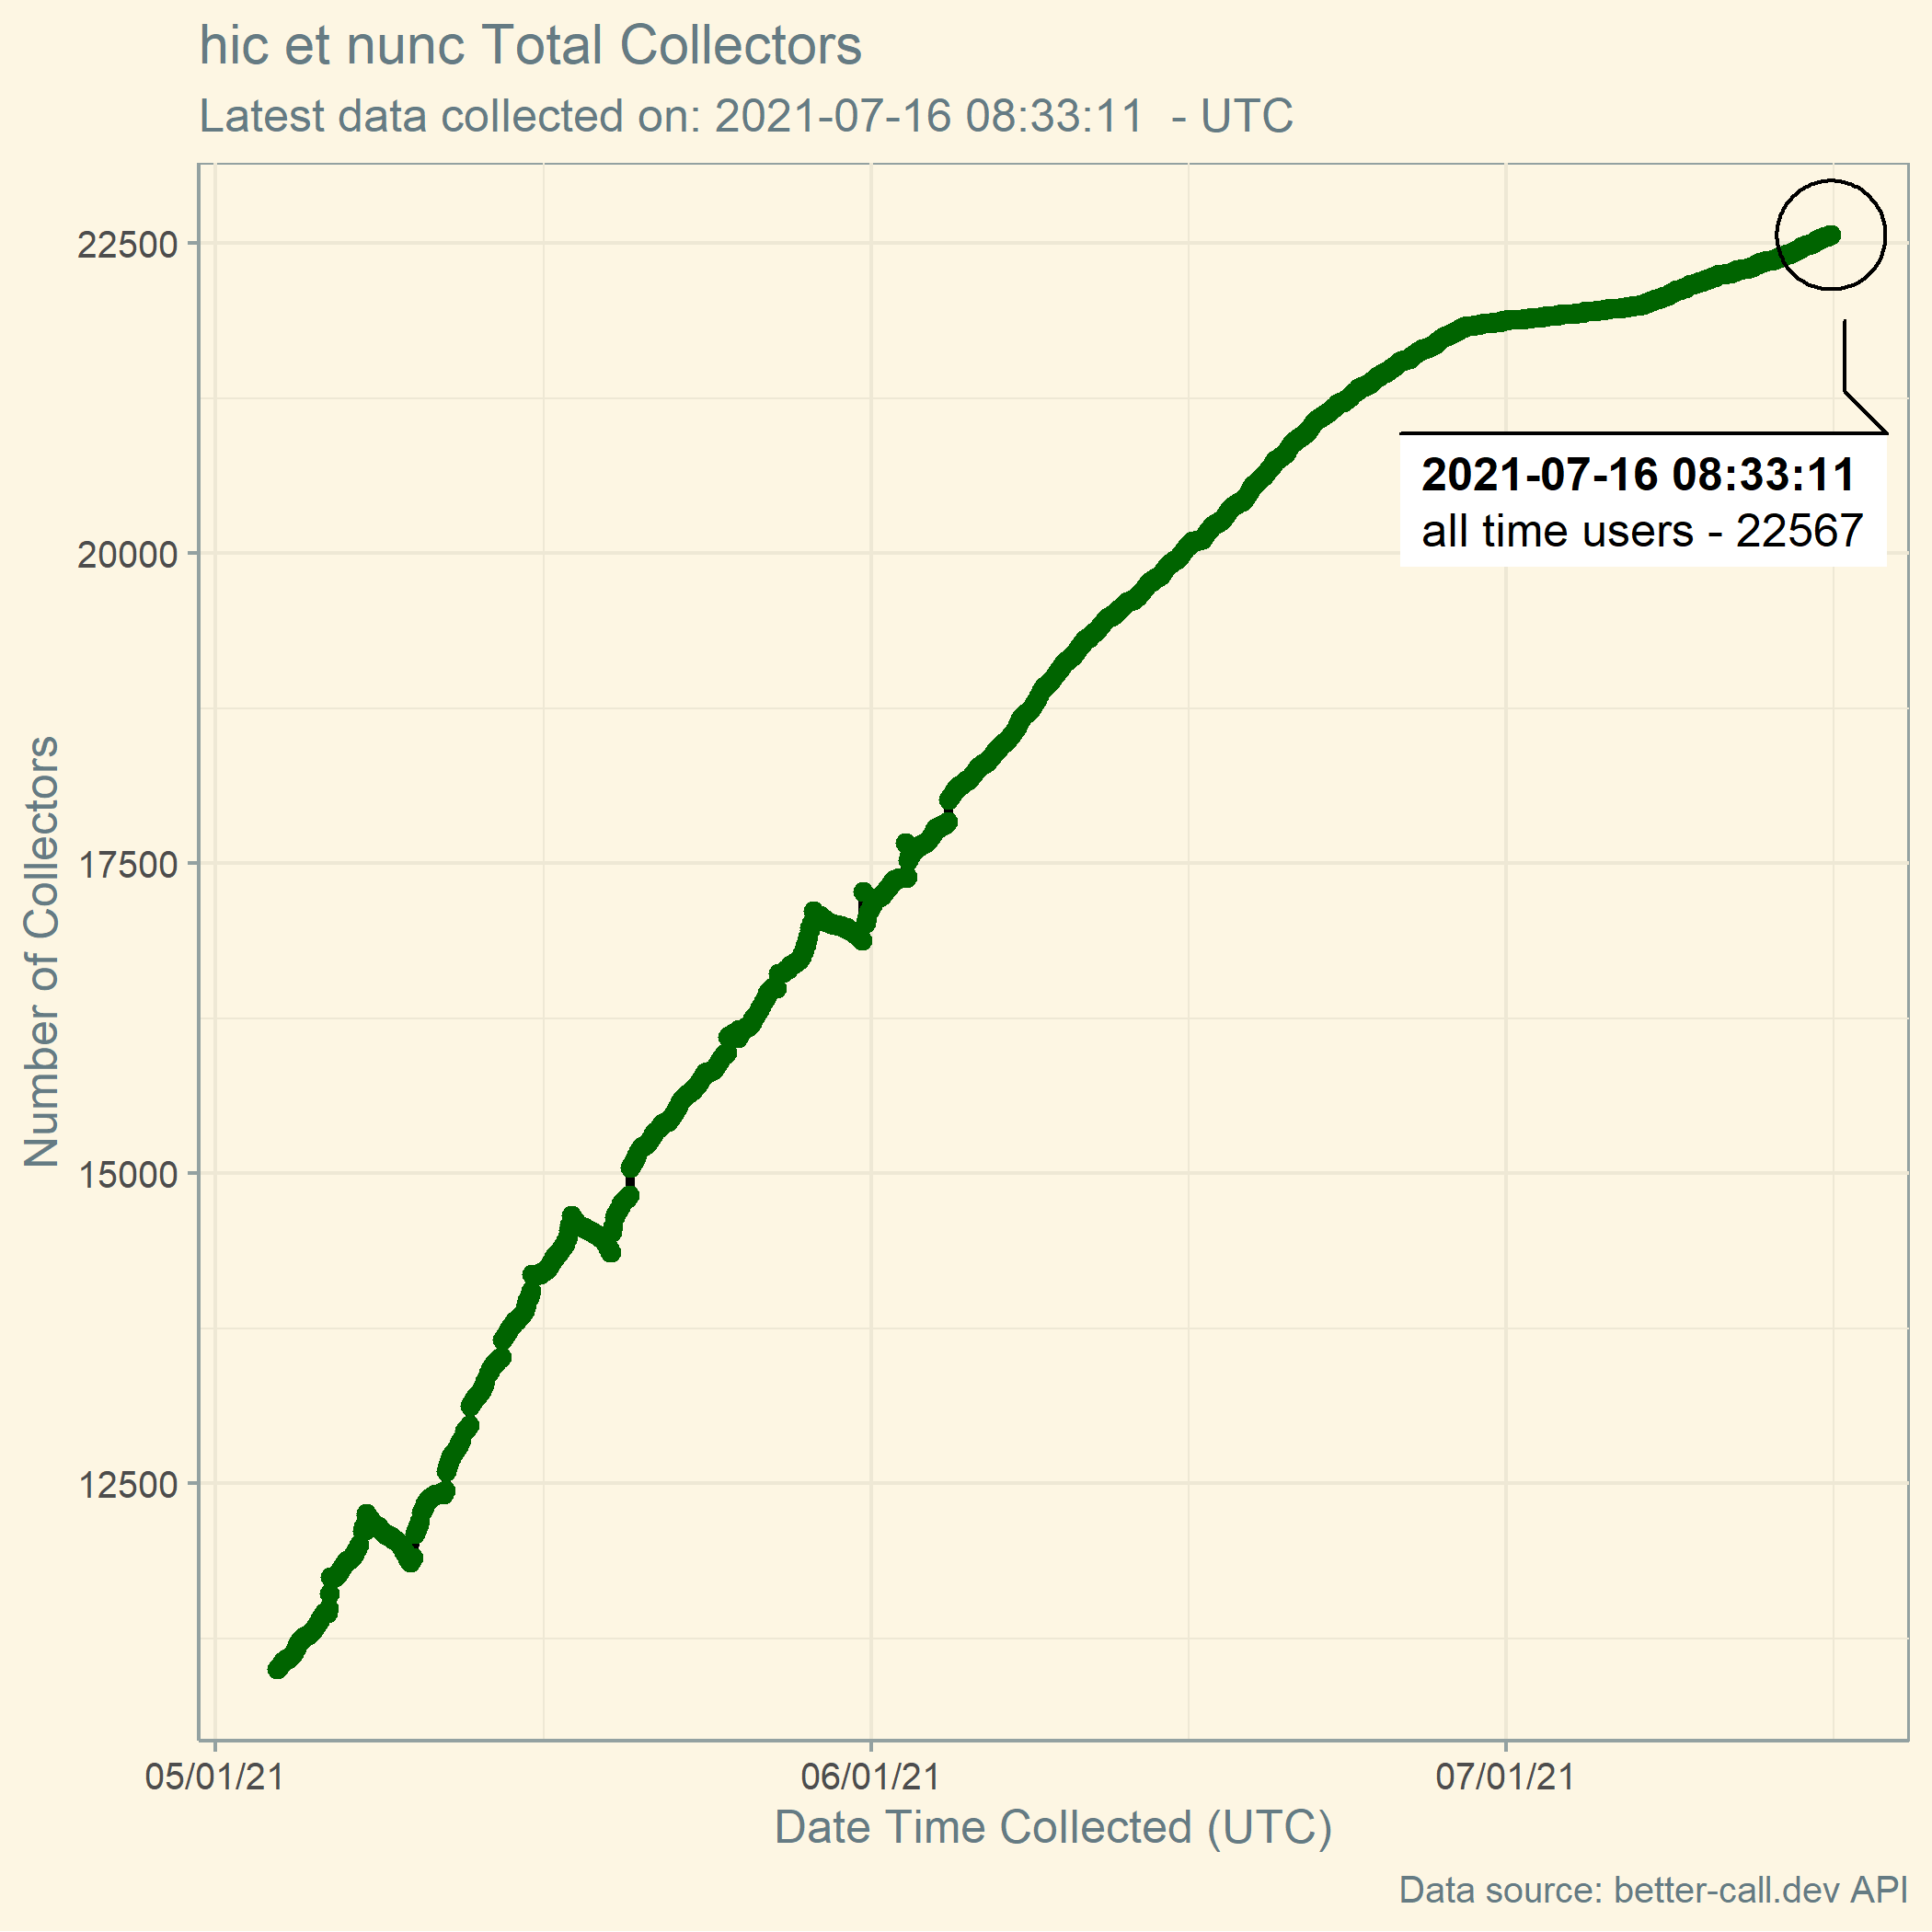 hic et nunc Total Collectors
Latest data collected on: 2021-07-16 08:33:11  - UTC
Number of Collectors
22500
20000
17500
15000
12500
2021-07-16 08:33:11
all time users - 22567
05/01/21
06/01/21
07/01/21
Date Time Collected (UTC)
Data source: better-call.dev API